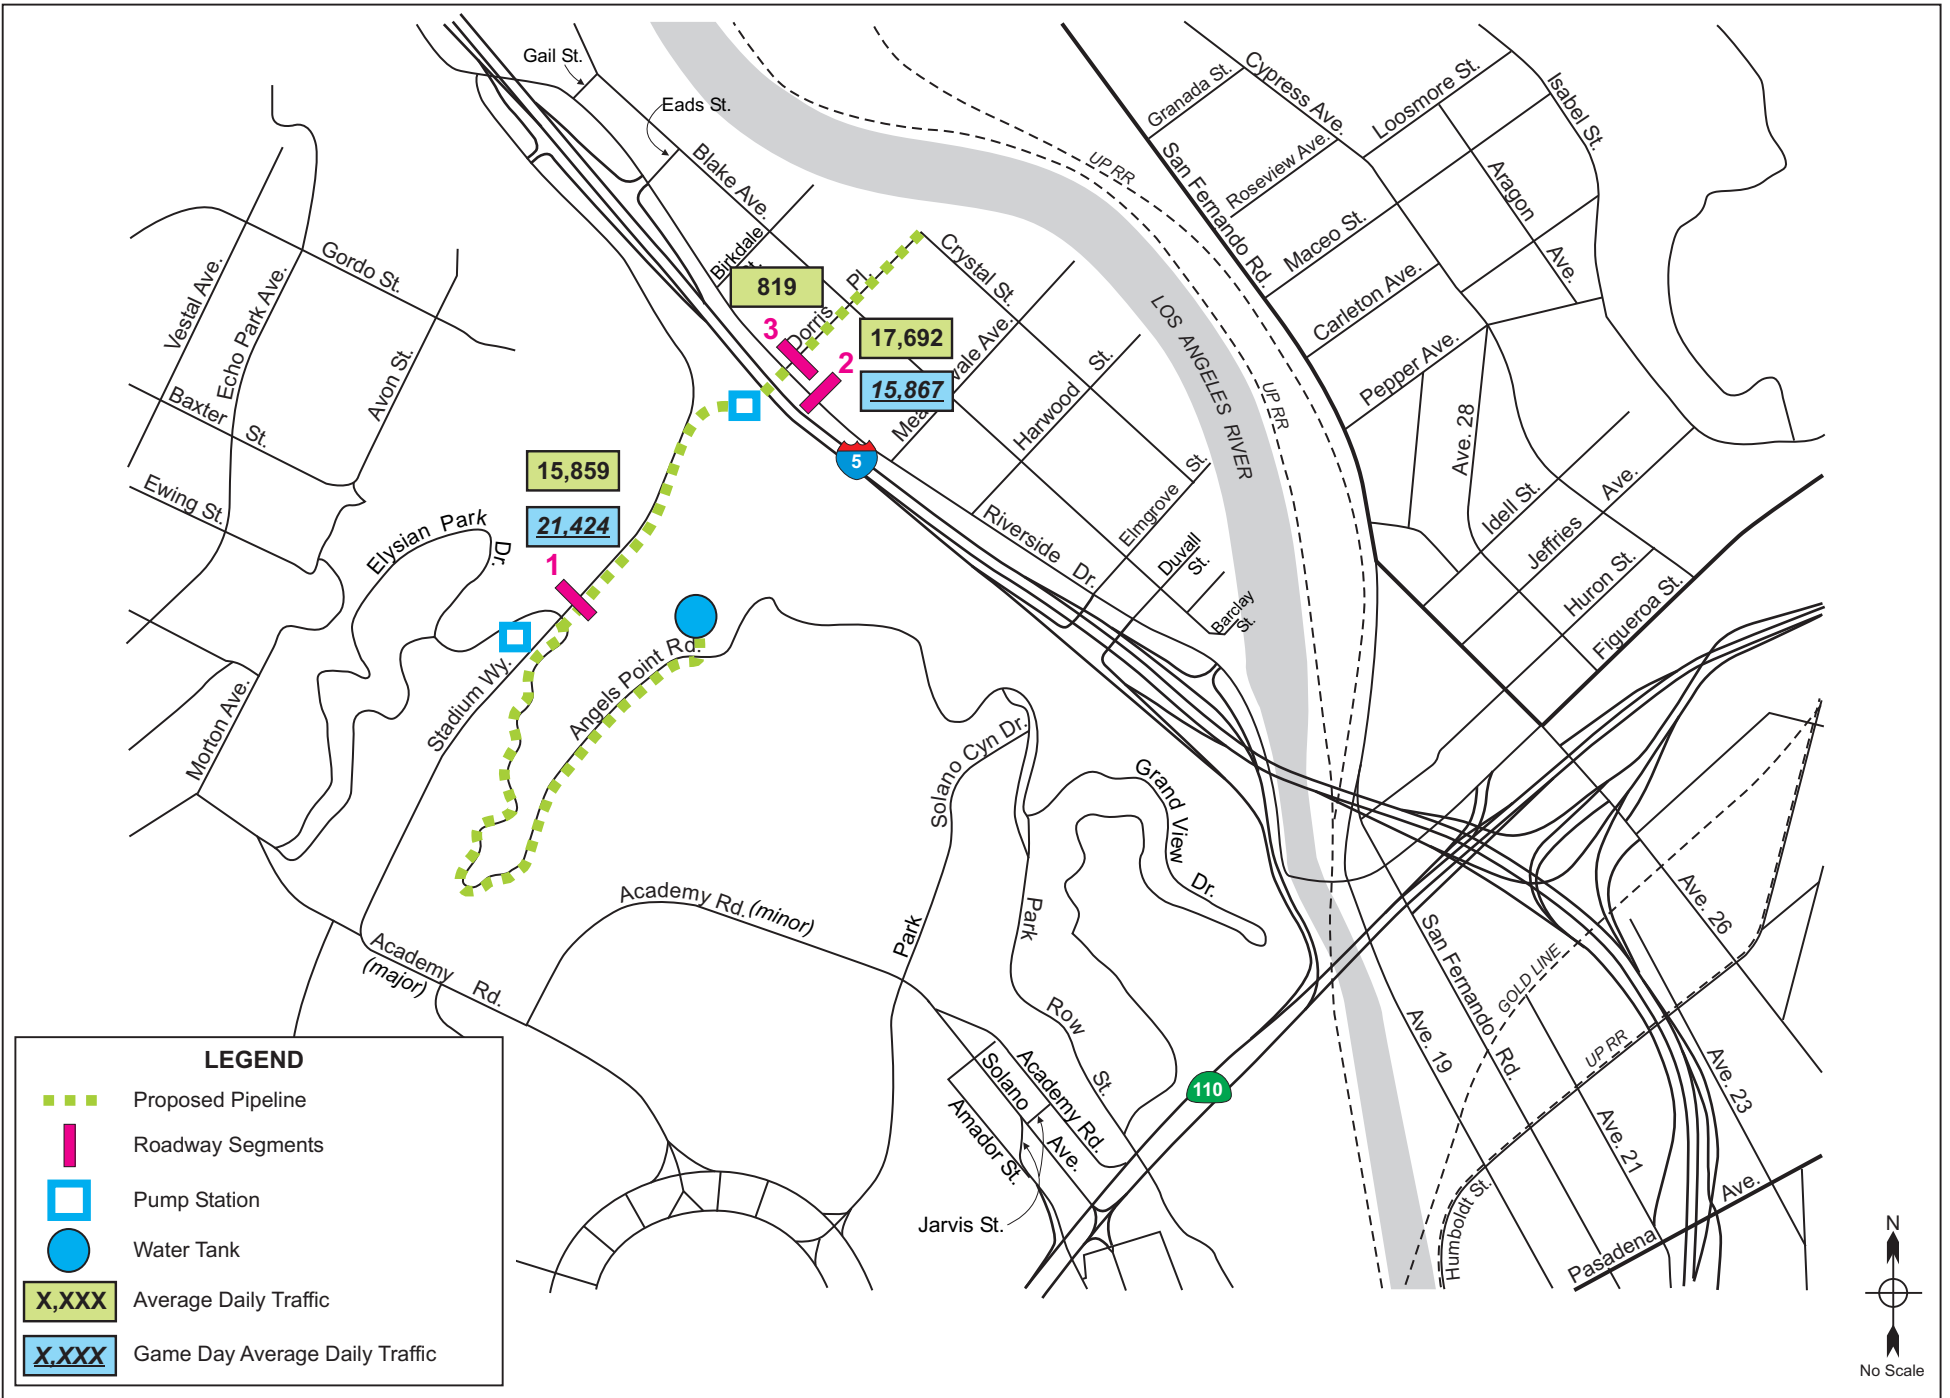 Gail St.
Eads St.
Blake Ave.
Birkdale
St.
Dorris Pl.
Crystal St.
UP RR
San Fernando Rd.
Granada St.
Cypress Ave.
Loosmore St.
Isabel St.
Roseview Ave.
Aragon Ave.
Maceo St.
Carleton Ave.
Pepper Ave.
Ave. 28
Idell St.
Jeffries Ave.
Huron St.
Figueroa St.
LOS ANGELES RIVER
UP RR
Harwood St.
Elmgrove St.
Duvall
St.
Barclay
St.
Riverside Dr.
Vestal Ave.
Echo Park Ave.
Gordo St.
Avon St.
Baxter St.
Ewing St.
Elysian Park Dr.
Morton Ave.
819
3
17,692
2
15,867
5
15,859
21,424
1
Stadium Wy.
Angels Point Rd.
Solano Cyn Dr.
Grand View Dr.
Academy Rd. (minor)
Academy Rd.
(major)
Park
Park Row St.
Solano Ave.
Academy Rd.
Amador St.
Jarvis St.
110
San Fernando Rd.
Ave. 19
Ave. 21
Ave. 23
Ave. 26
GOLD LINE
UP RR
Humboldt St.
Pasadena Ave.
LEGEND
Proposed Pipeline
Roadway Segments
Pump Station
Water Tank
X,XXX Average Daily Traffic
X,XXX Game Day Average Daily Traffic
N
No Scale